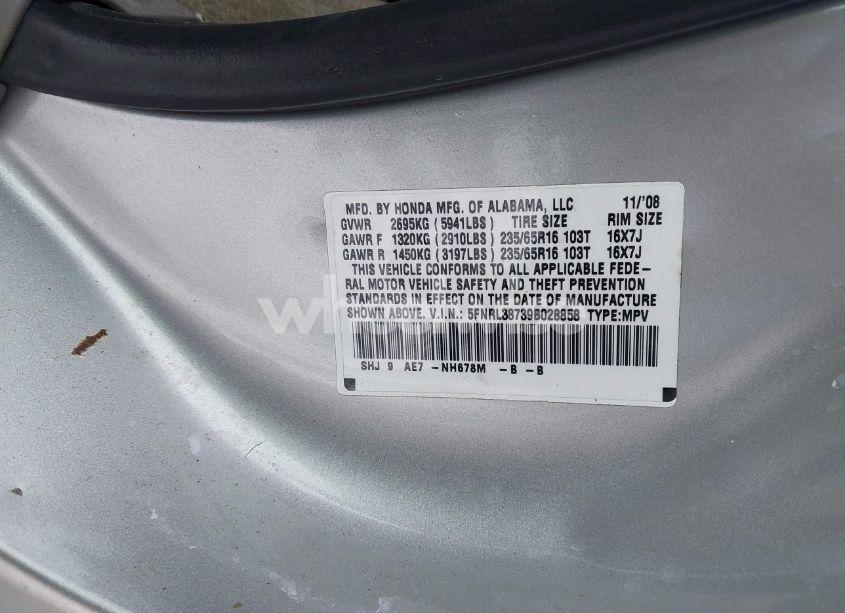 MFD. BY HONDA MFG. OF ALABAMA, LLC 11/'08
GVWR 2695KG (5941LBS) TIRE SIZE RIM SIZE
GAWR F 1320KG (2910LBS) 235/65R16 103T 16X7J
GAWR R 1450KG (3197LBS) 235/65R16 103T 16X7J
THIS VEHICLE CONFORMS TO ALL APPLICABLE FEDE-
RAL MOTOR VEHICLE SAFETY AND THEFT PREVENTION
STANDARDS IN EFFECT ON THE DATE OF MANUFACTURE
SHOWN ABOVE. V.I.N.: 5FNRL38739B028858 TYPE:MPV
SHJ 9 AE7 -NH678M -B -B